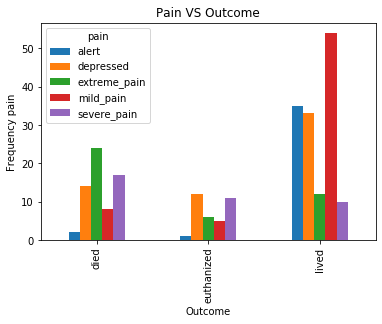 Pain VS Outcome
pain
alert
depressed
extreme_pain
mild_pain
severe_pain
Frequency pain
50
40
30
20
10
0
died
euthanized
lived
Outcome